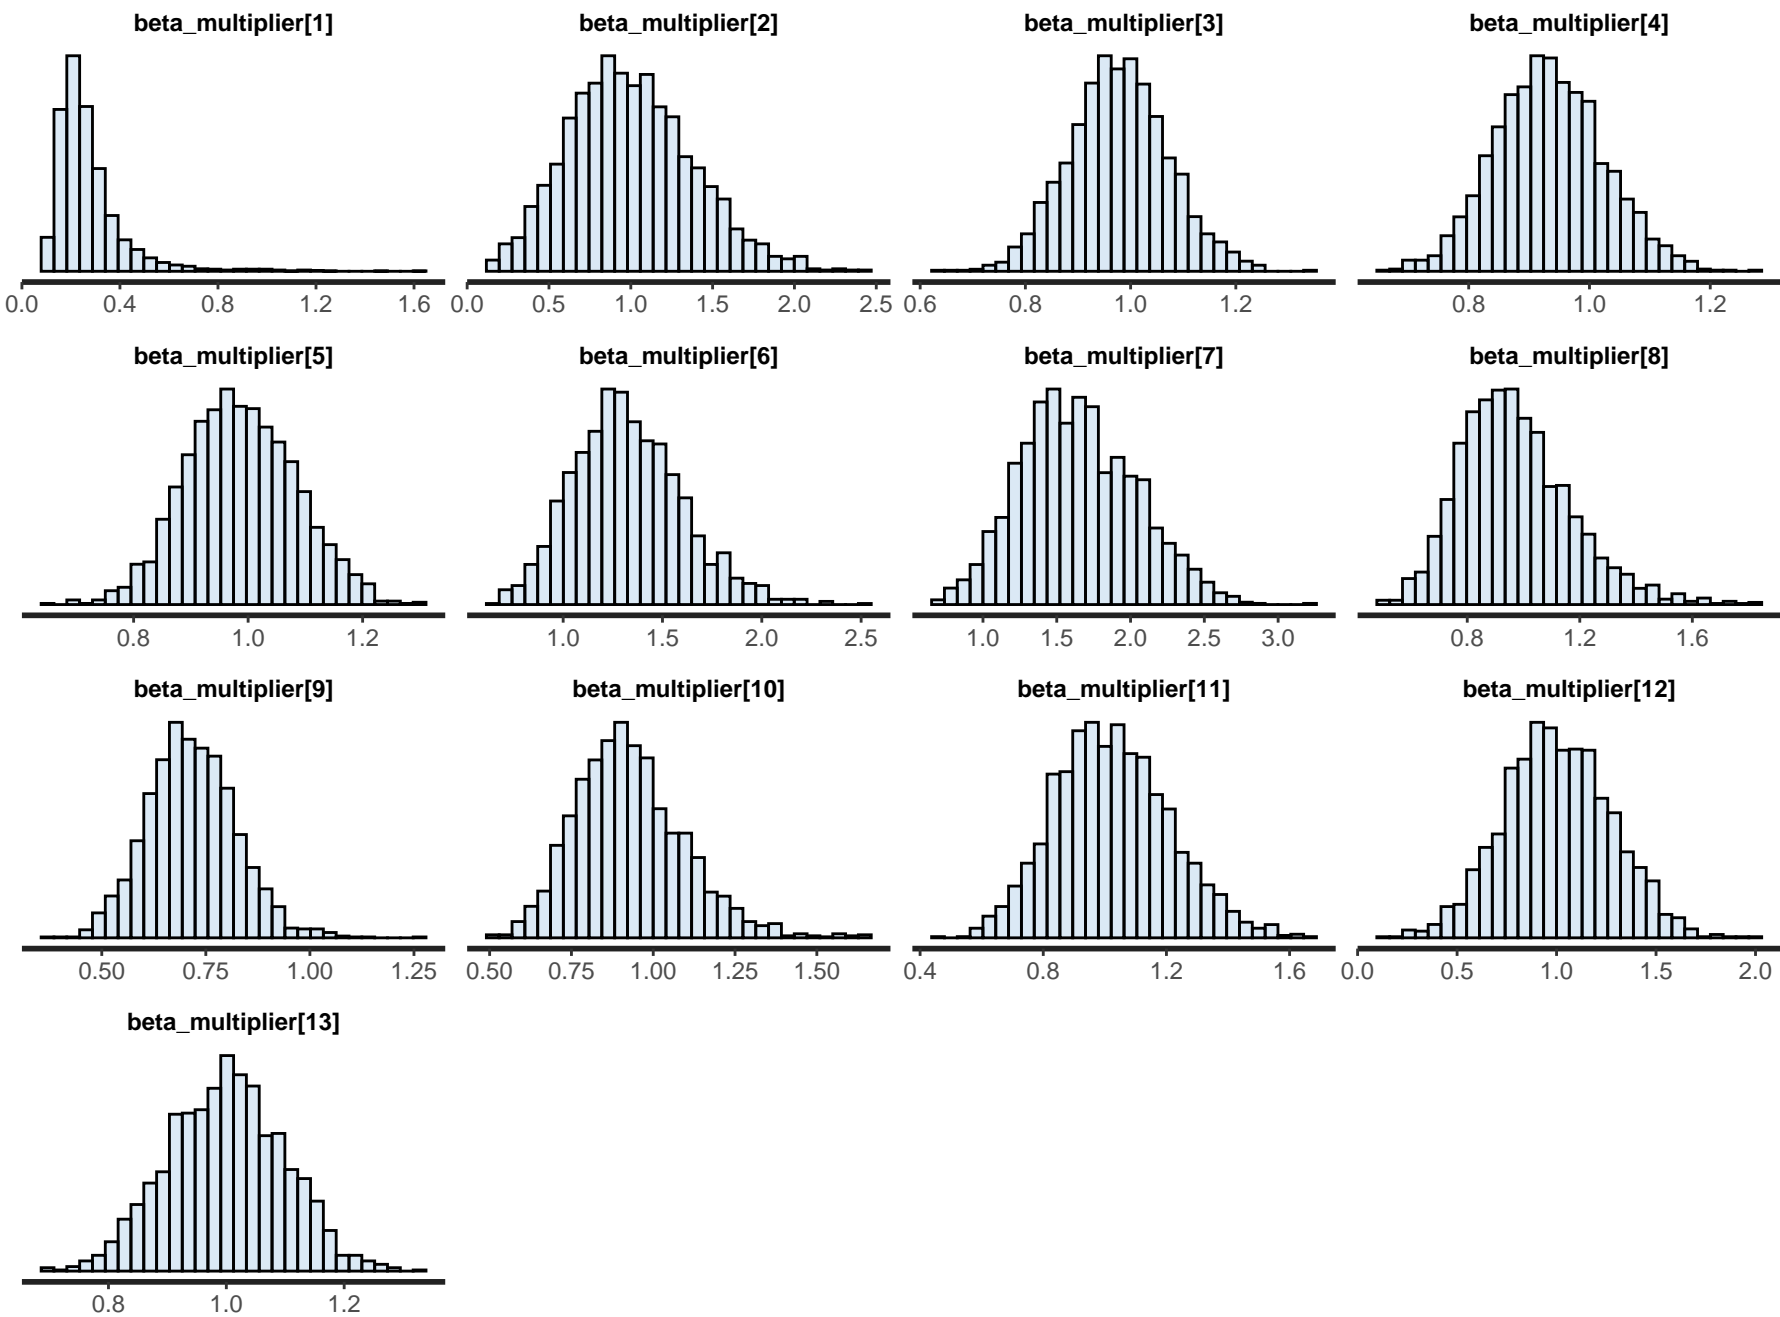 beta_multiplier[1] beta_multiplier[2] beta_multiplier[3] beta_multiplier[4]
0.0 0.4 0.8 1.2 1.6 0.0 0.5 1.0 1.5 2.0 2.5 0.6 0.8 1.0 1.2 0.8 1.0 1.2
beta_multiplier[5] beta_multiplier[6] beta_multiplier[7] beta_multiplier[8]
0.8 1.0 1.2 1.0 1.5 2.0 2.5 1.0 1.5 2.0 2.5 3.0 0.8 1.2 1.6
beta_multiplier[9] beta_multiplier[10] beta_multiplier[11] beta_multiplier[12]
0.50 0.75 1.00 1.25 0.50 0.75 1.00 1.25 1.50 0.4 0.8 1.2 1.6 0.0 0.5 1.0 1.5 2.0
beta_multiplier[13]
0.8 1.0 1.2